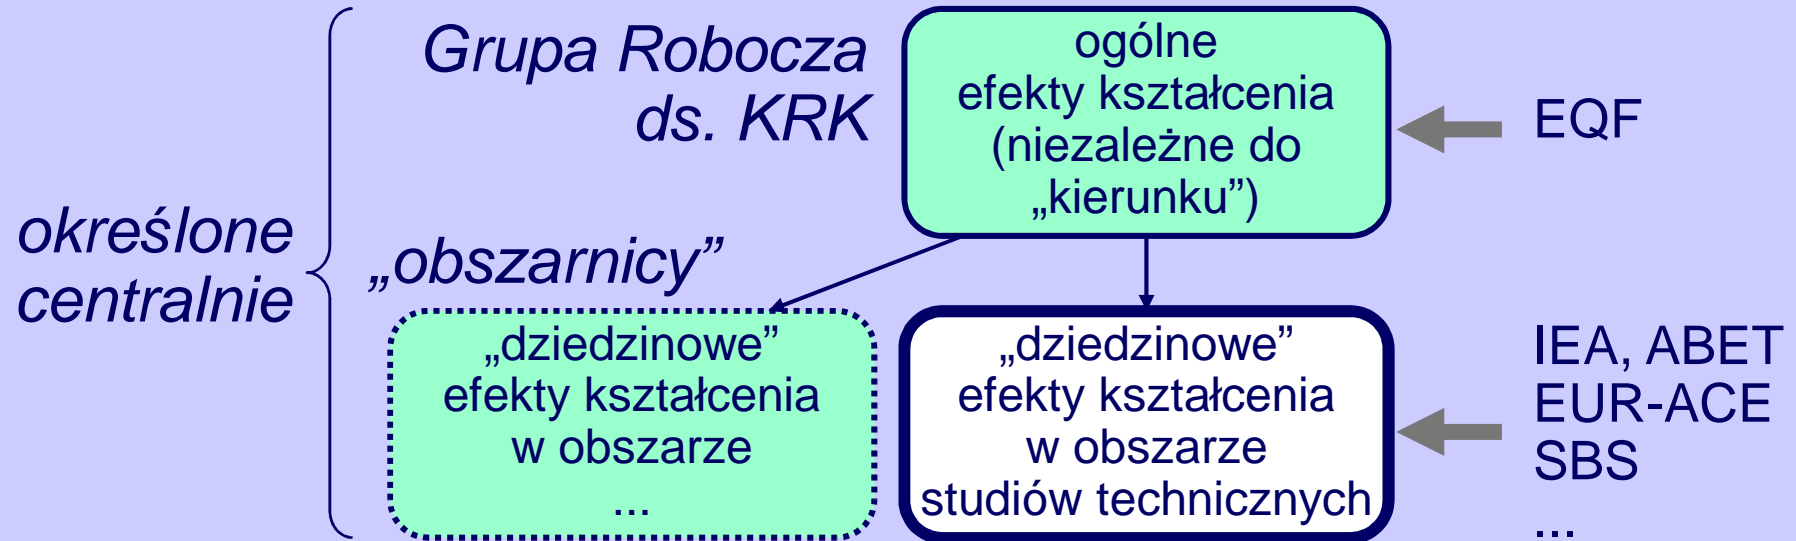 Grupa Robocza
ds. KRK
ogólne
efekty kształcenia
(niezależne do
„kierunku”)
EQF
określone
centralnie
„obszarnicy”
„dziedzinowe”
efekty kształcenia
w obszarze
...
„dziedzinowe”
efekty kształcenia
w obszarze
studiów technicznych
IEA, ABET
EUR-ACE
SBS
...